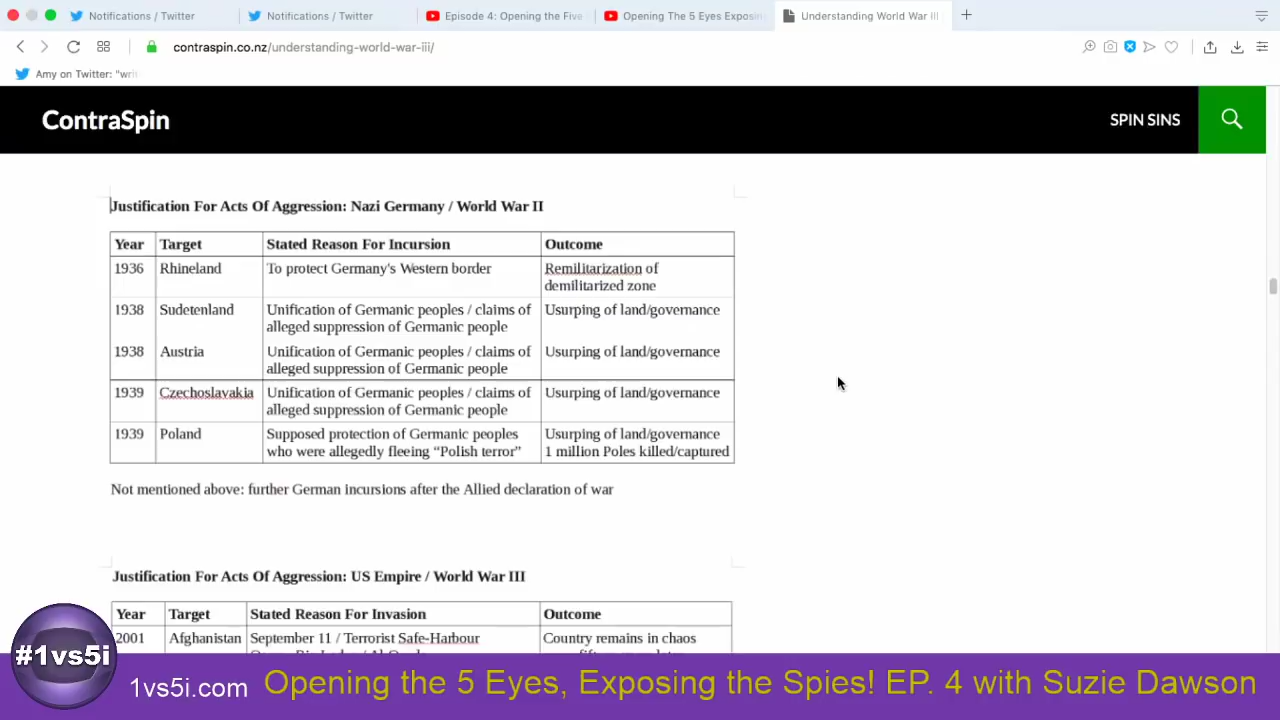 Notifications / Twitter
Notifications / Twitter
Episode 4: Opening the Five
Opening The 5 Eyes Exposi
Understanding World War III
contraspin.co.nz/understanding-world-war-iii/
Amy on Twitter: "writ
ContraSpin
SPIN SINS
Justification For Acts Of Aggression: Nazi Germany / World War II
Year Target Stated Reason For Incursion Outcome
1936 Rhineland To protect Germany's Western border Remilitarization of
demilitarized zone
1938 Sudetenland Unification of Germanic peoples / claims of Usurping of land/governance
alleged suppression of Germanic people
1938 Austria Unification of Germanic peoples / claims of Usurping of land/governance
alleged suppression of Germanic people
1939 Czechoslavakia Unification of Germanic peoples / claims of Usurping of land/governance
alleged suppression of Germanic people
1939 Poland Supposed protection of Germanic peoples Usurping of land/governance
who were allegedly fleeing “Polish terror” 1 million Poles killed/captured
Not mentioned above: further German incursions after the Allied declaration of war
Justification For Acts Of Aggression: US Empire / World War III
Year Target Stated Reason For Invasion Outcome
2001 Afghanistan September 11 / Terrorist Safe-Harbour Country remains in chaos
#1vs5i
1vs5i.com
Opening the 5 Eyes, Exposing the Spies! EP. 4 with Suzie Dawson